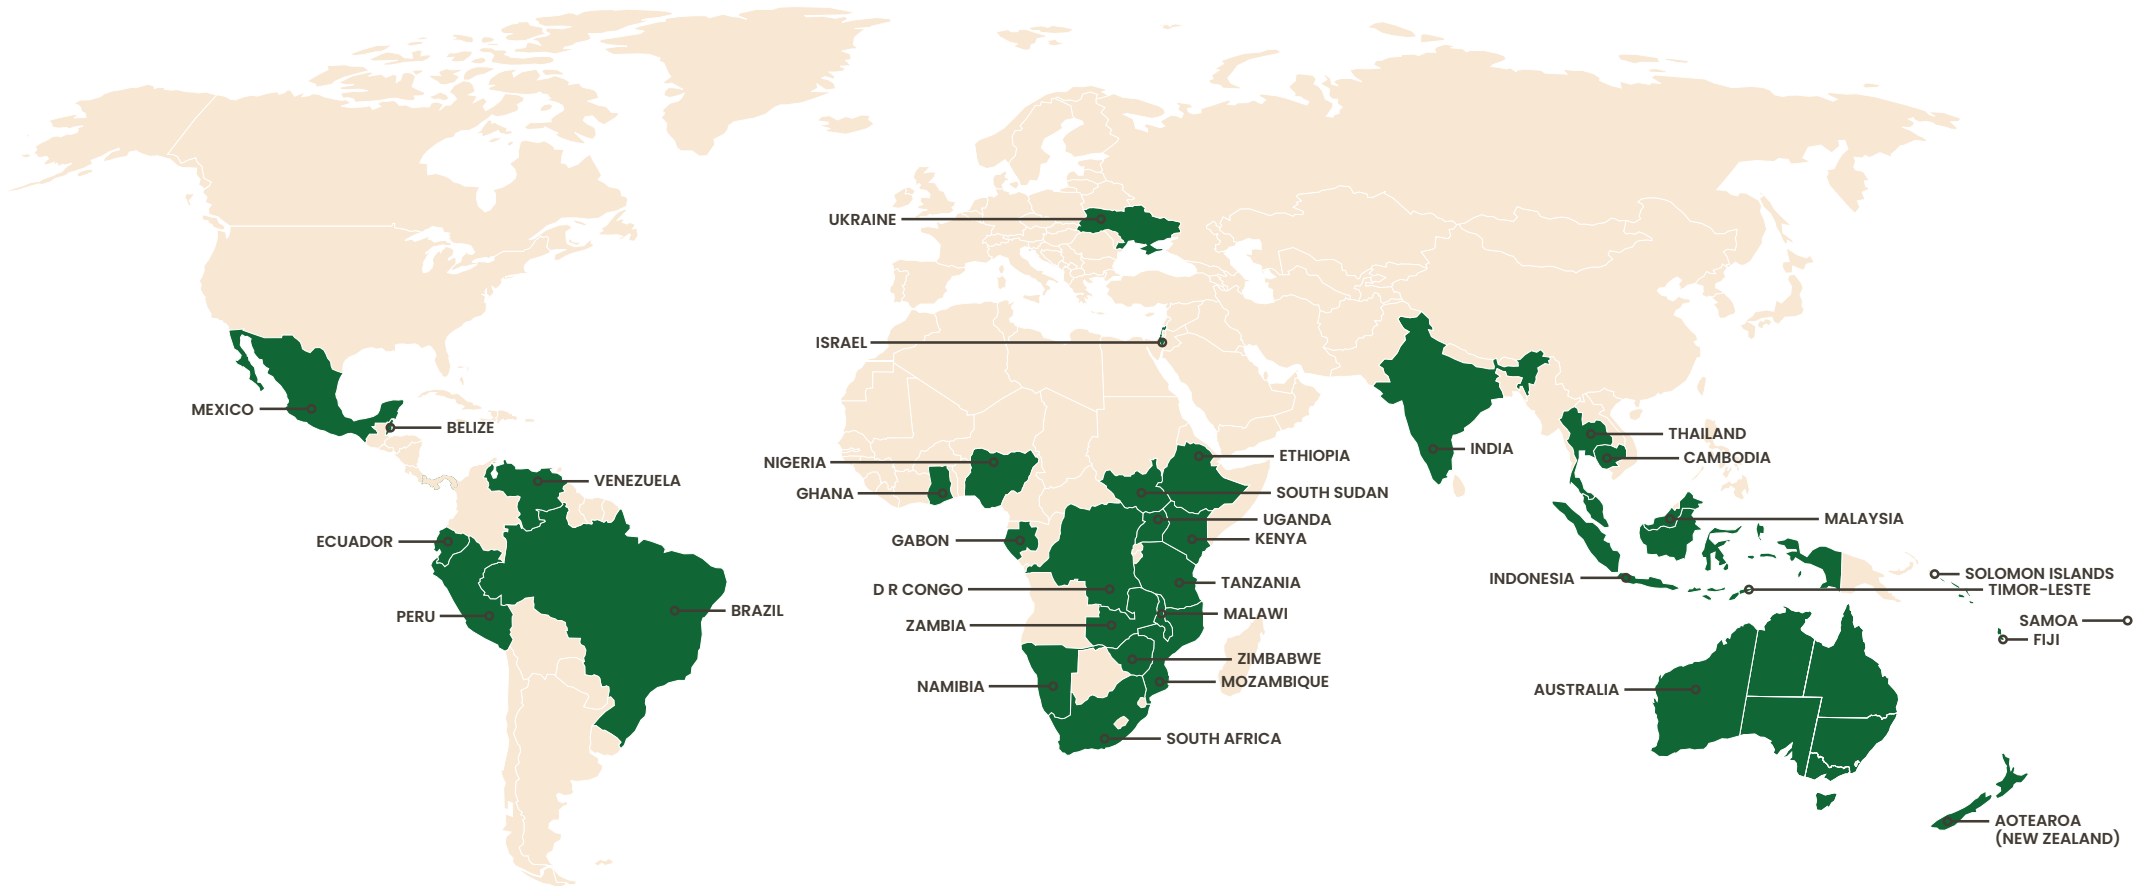 UKRAINE
ISRAEL
MEXICO
BELIZE
THAILAND
INDIA
ETHIOPIA
CAMBODIA
NIGERIA
VENEZUELA
GHANA
SOUTH SUDAN
UGANDA
MALAYSIA
KENYA
GABON
ECUADOR
SOLOMON ISLANDS
INDONESIA
TANZANIA
D R CONGO
TIMOR-LESTE
BRAZIL
MALAWI
PERU
SAMOA
ZAMBIA
FIJI
ZIMBABWE
MOZAMBIQUE
NAMIBIA
AUSTRALIA
SOUTH AFRICA
AOTEAROA
(NEW ZEALAND)